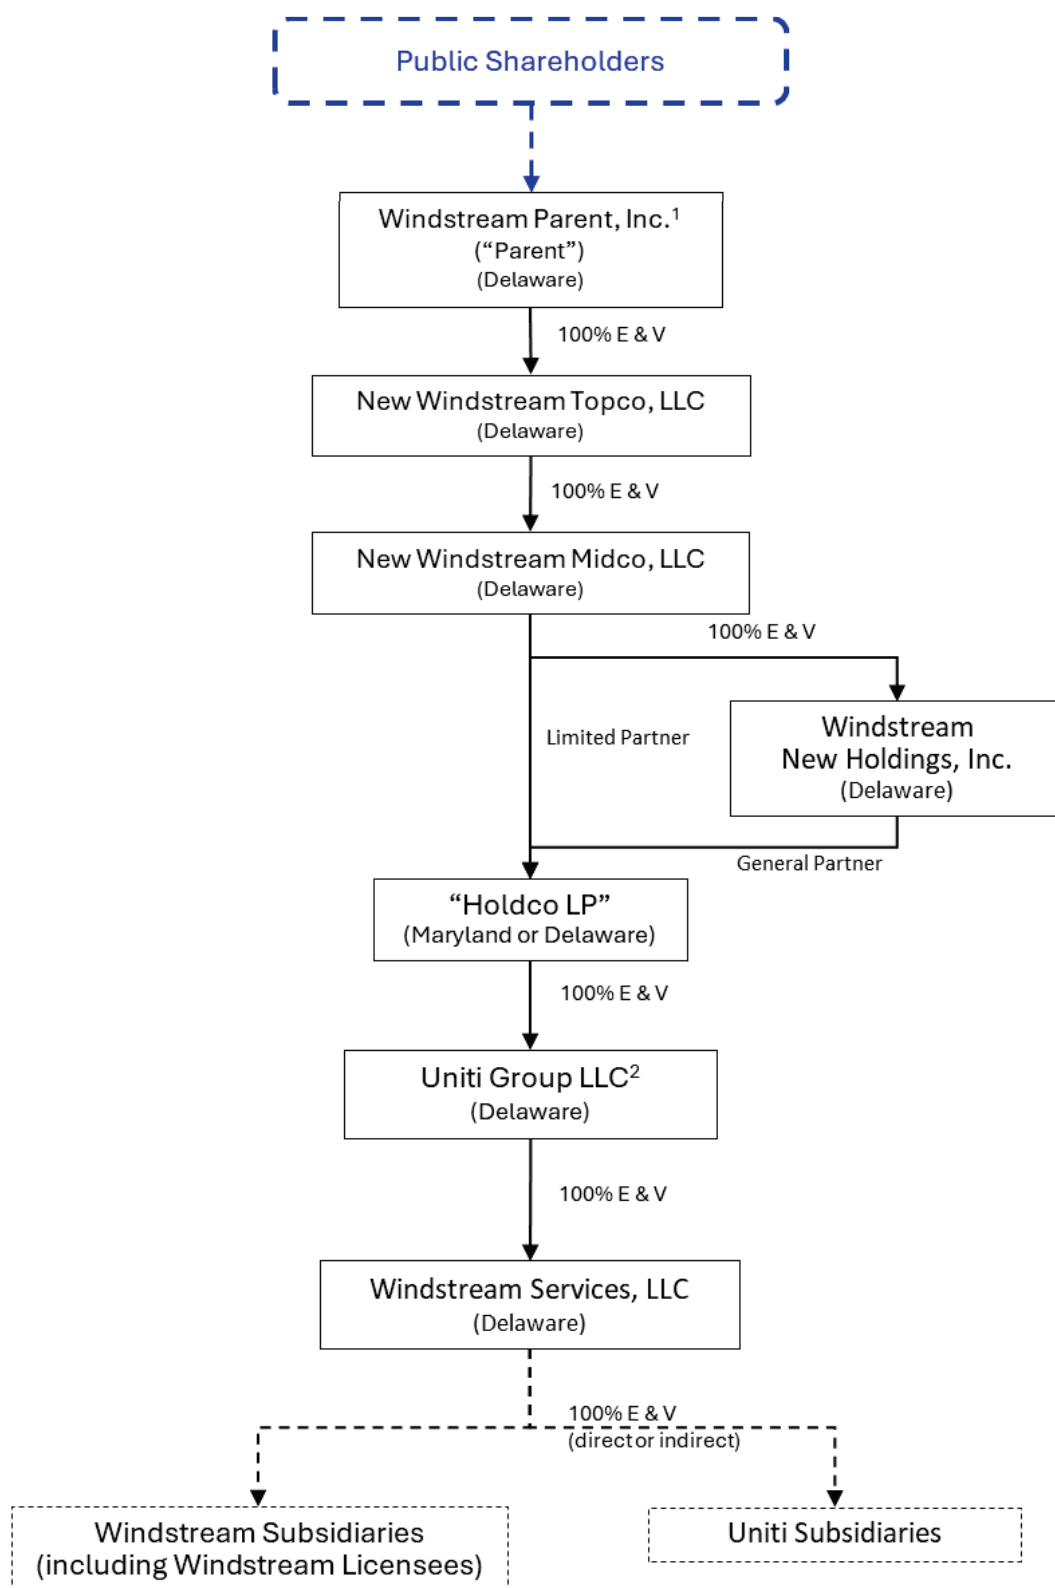 Public Shareholders
Windstream Parent, Inc.¹
(“Parent”)
(Delaware)
100% E & V
New Windstream Topco, LLC
(Delaware)
100% E & V
New Windstream Midco, LLC
(Delaware)
100% E & V
Limited Partner
Windstream
New Holdings, Inc.
(Delaware)
General Partner
“Holdco LP”
(Maryland or Delaware)
100% E & V
Uniti Group LLC²
(Delaware)
100% E & V
Windstream Services, LLC
(Delaware)
100% E & V
(direct or indirect)
Windstream Subsidiaries
(including Windstream Licensees)
Uniti Subsidiaries